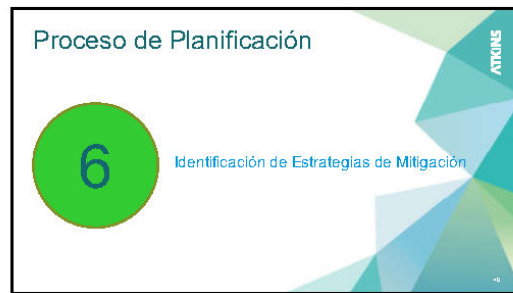 Proceso de Planificación
ATKINS
6
Identificación de Estrategias de Mitigación